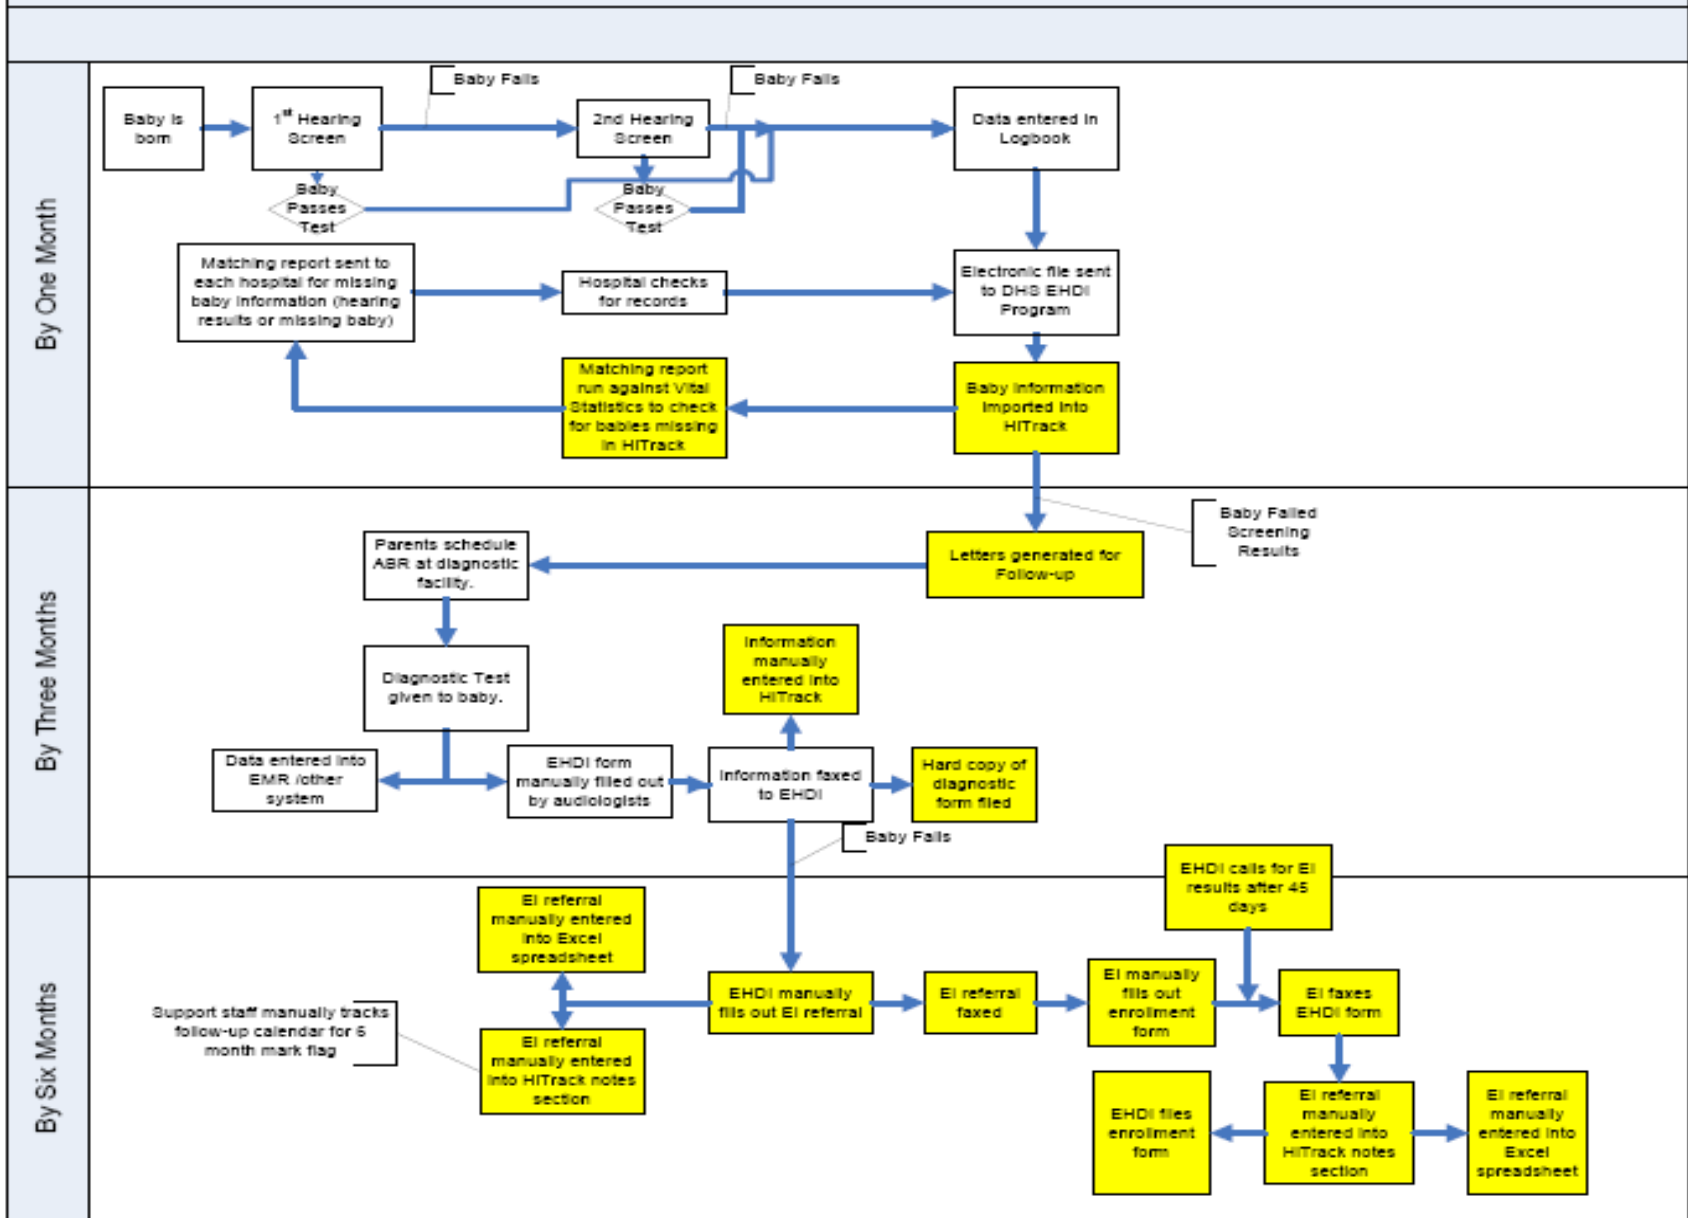 By One Month
Baby Fails
Baby Fails
Baby is
born
1st Hearing
Screen
2nd Hearing
Screen
Data entered in
Logbook
Baby
Passes
Test
Baby
Passes
Test
Matching report sent to
each hospital for missing
baby information (hearing
results or missing baby)
Hospital checks
for records
Electronic file sent
to DHS EHDI
Program
Matching report
run against Vital
Statistics to check
for babies missing
in HiTrack
Baby information
imported into
HiTrack
By Three Months
Baby Failed
Screening
Results
Parents schedule
ABR at diagnostic
facility.
Letters generated for
Follow-up
Diagnostic Test
given to baby.
Information
manually
entered into
HiTrack
Data entered into
EMR /other
system
EHDI form
manually filled out
by audiologists
Information faxed
to EHDI
Hard copy of
diagnostic
form filed
Baby Fails
By Six Months
EHDI calls for EI
results after 45
days
EI referral
manually entered
into Excel
spreadsheet
Support staff manually tracks
follow-up calendar for 6
month mark flag
EHDI manually
fills out EI referral
EI referral
faxed
EI manually
fills out
enrollment
form
EI faxes
EHDI form
EI referral
manually entered
into HiTrack notes
section
EHDI files
enrollment
form
EI referral
manually
entered into
HiTrack notes
section
EI referral
manually
entered into
Excel
spreadsheet